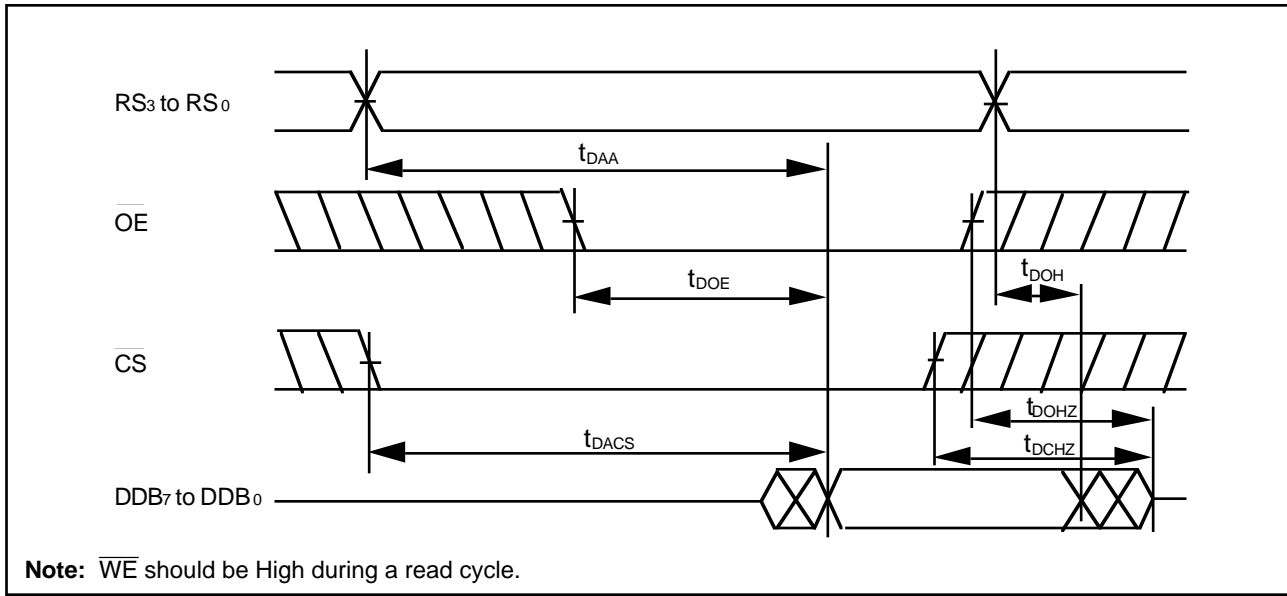 RS3 to RS0
tDAA
OE
tDOH
tDOE
CS
tDOHZ
tDACS
tDCHZ
DDB7 to DDB0
Note: WE should be High during a read cycle.